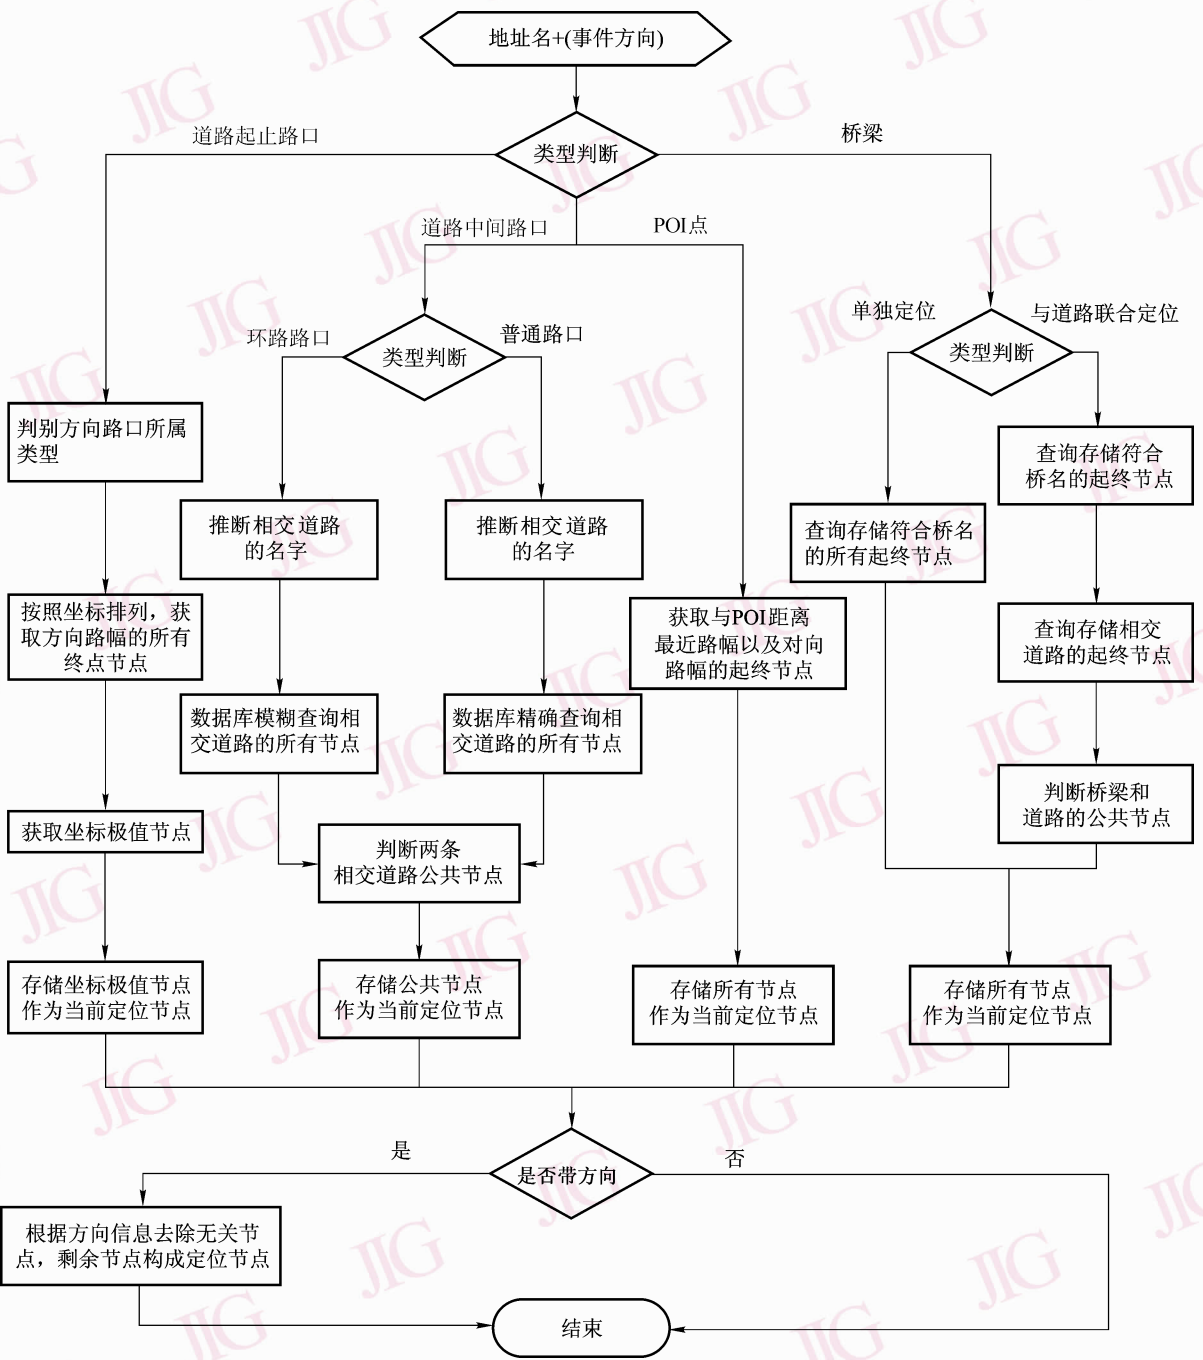 地址名+(事件方向)
道路起止路口
桥梁
类型判断
道路中间路口
POI点
单独定位
与道路联合定位
环路路口
普通路口
类型判断
类型判断
判别方向路口所属
类型
查询存储符合
桥名的起终节点
推断相交道路
的名字
推断相交道路
的名字
查询存储符合桥名
的所有起终节点
按照坐标排列，获
取方向路幅的所有
终点节点
获取与POI距离
最近路幅以及对向
路幅的起终节点
查询存储相交
道路的起终节点
数据库模糊查询相
交道路的所有节点
数据库精确查询相
交道路的所有节点
判断桥梁和
道路的公共节点
获取坐标极值节点
判断两条
相交道路公共节点
存储坐标极值节点
作为当前定位节点
存储公共节点
作为当前定位节点
存储所有节点
作为当前定位节点
存储所有节点
作为当前定位节点
是
否
是否带方向
根据方向信息去除无关节
点，剩余节点构成定位节点
结束